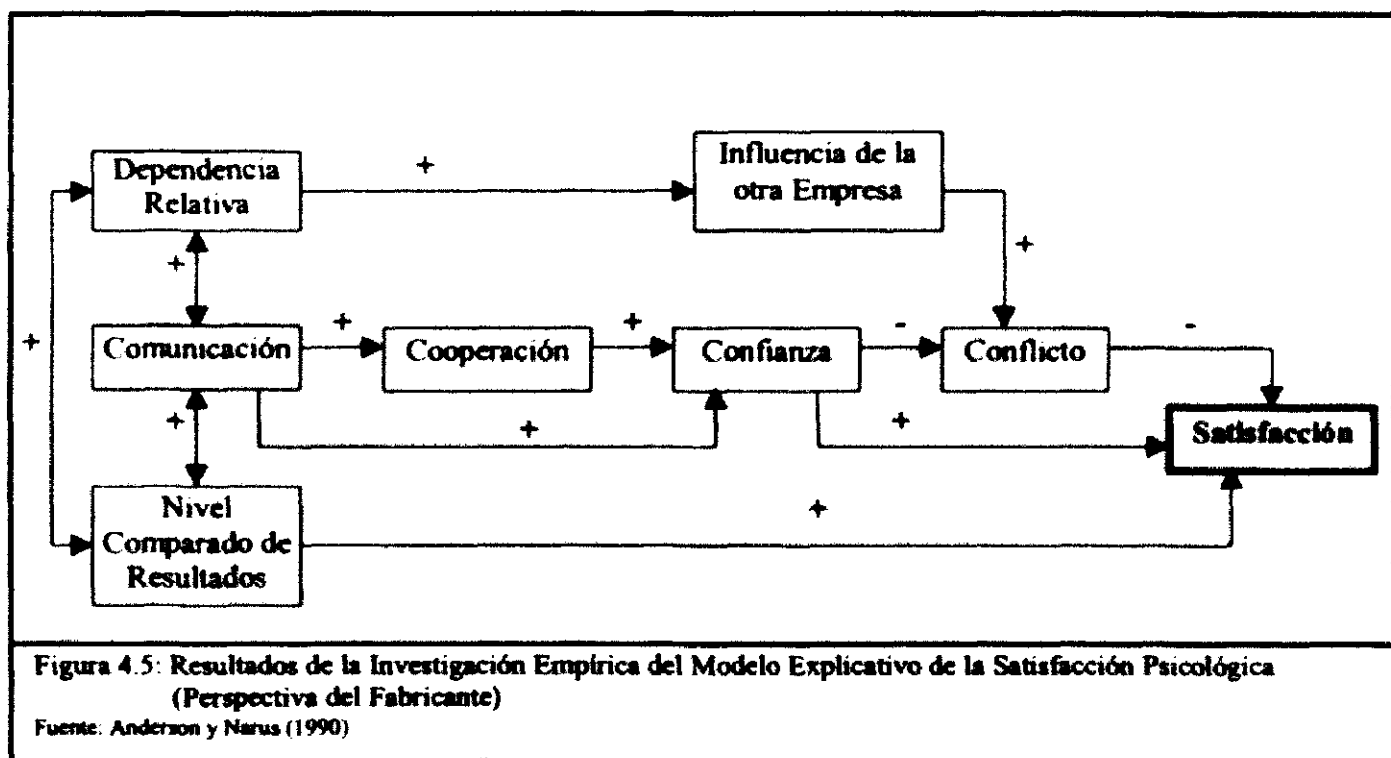 Dependencia
Relativa
+
Influencia de la
otra Empresa
+
+
+
Comunicación
+
Cooperación
+
Confianza
-
Conflicto
-
+
+
+
Satisfacción
Nivel
Comparado de
Resultados
+
Figura 4.5: Resultados de la Investigación Empírica del Modelo Explicativo de la Satisfacción Psicológica
(Perspectiva del Fabricante)
Fuente: Anderson y Narus (1990)